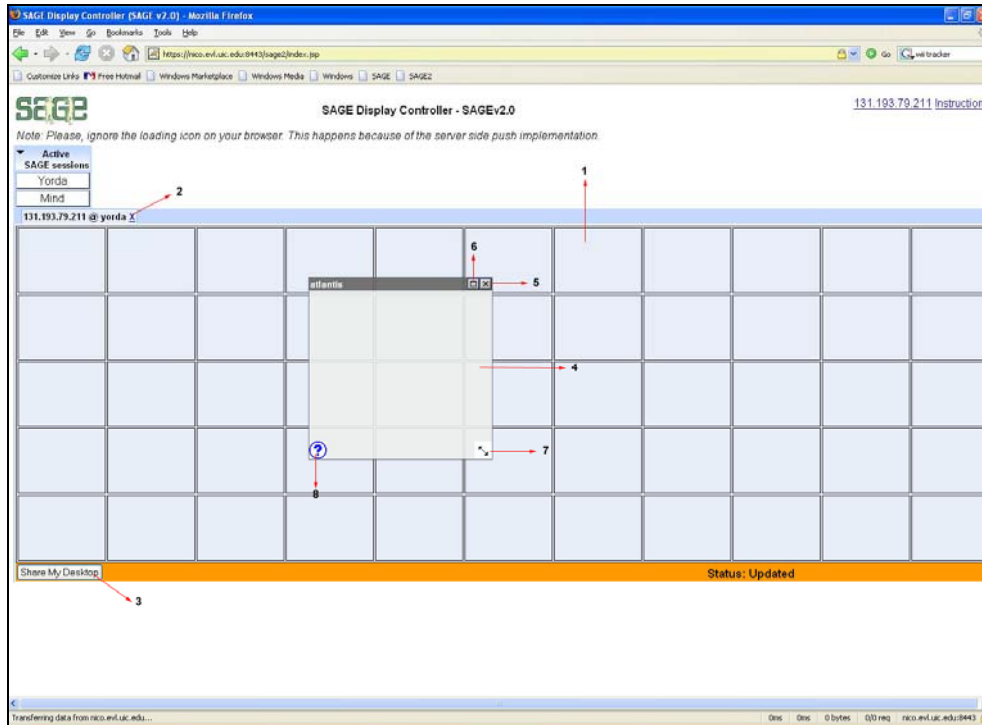 SAGE Display Controller (SAGE v2.0) - Mozilla Firefox
File Edit View Go Bookmarks Tools Help
https://nico.evl.uic.edu:8443/sage2/index.jsp
Go
wii tracker
Customize Links Free Hotmail Windows Marketplace Windows Media Windows SAGE SAGE2
SAGE
SAGE Display Controller - SAGEv2.0
131.193.79.211 Instruction
Note: Please, ignore the loading icon on your browser. This happens because of the server side push implementation.
Active
SAGE sessions
Yorda
Mind
1
2
131.193.79.211 @ yorda X
6
atlantis
5
4
?
7
8
Share My Desktop
Status: Updated
3
Transferring data from nico.evl.uic.edu...
0ms 0ms 0 bytes 0/0 req nico.evl.uic.edu:8443